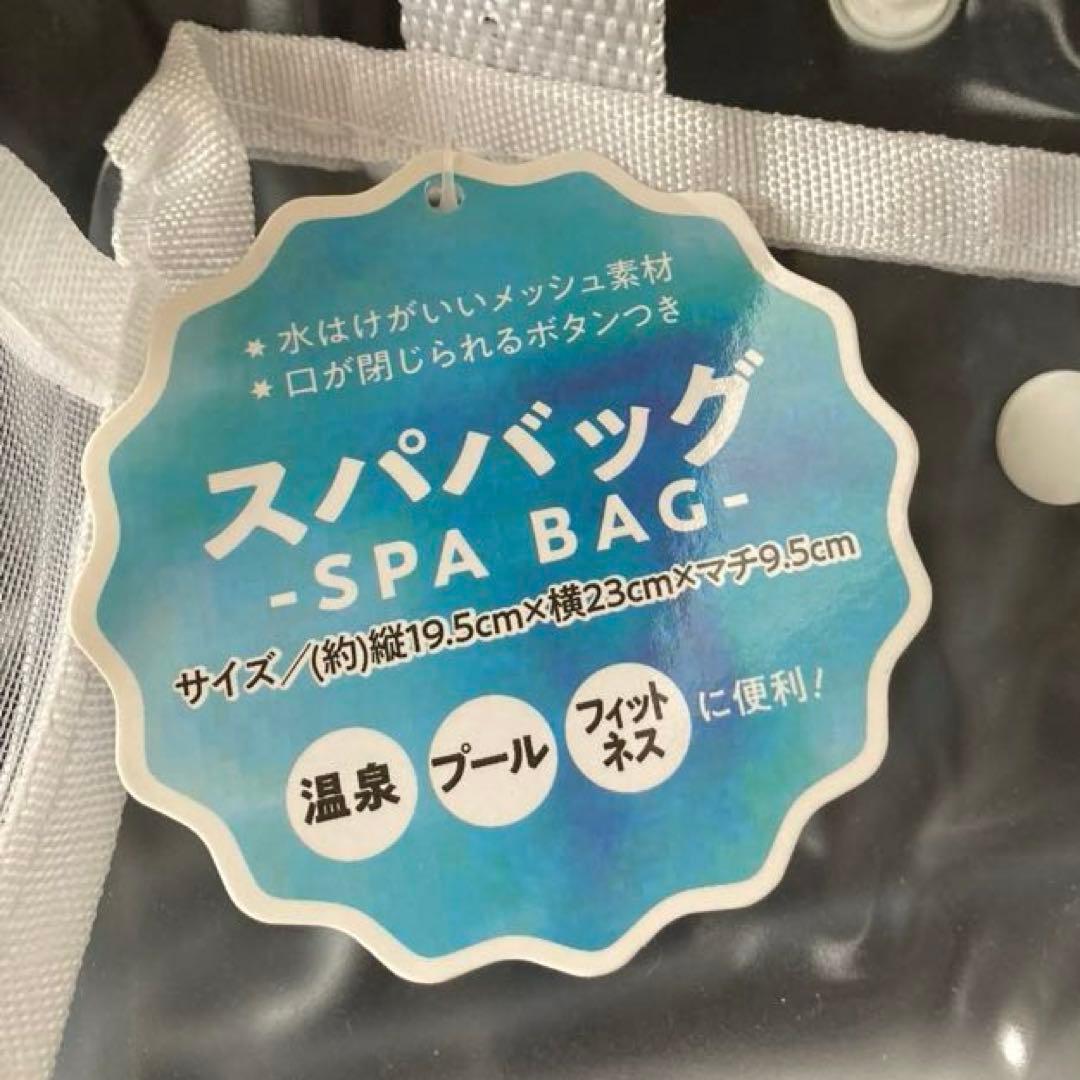 ★ 水はけがいいメッシュ素材
★ 口が閉じられるボタンつき
スパバッグ
-SPA BAG-
サイズ/(約)縦19.5cm×横23cm×マチ9.5cm
温泉 プール フィットネス に便利!